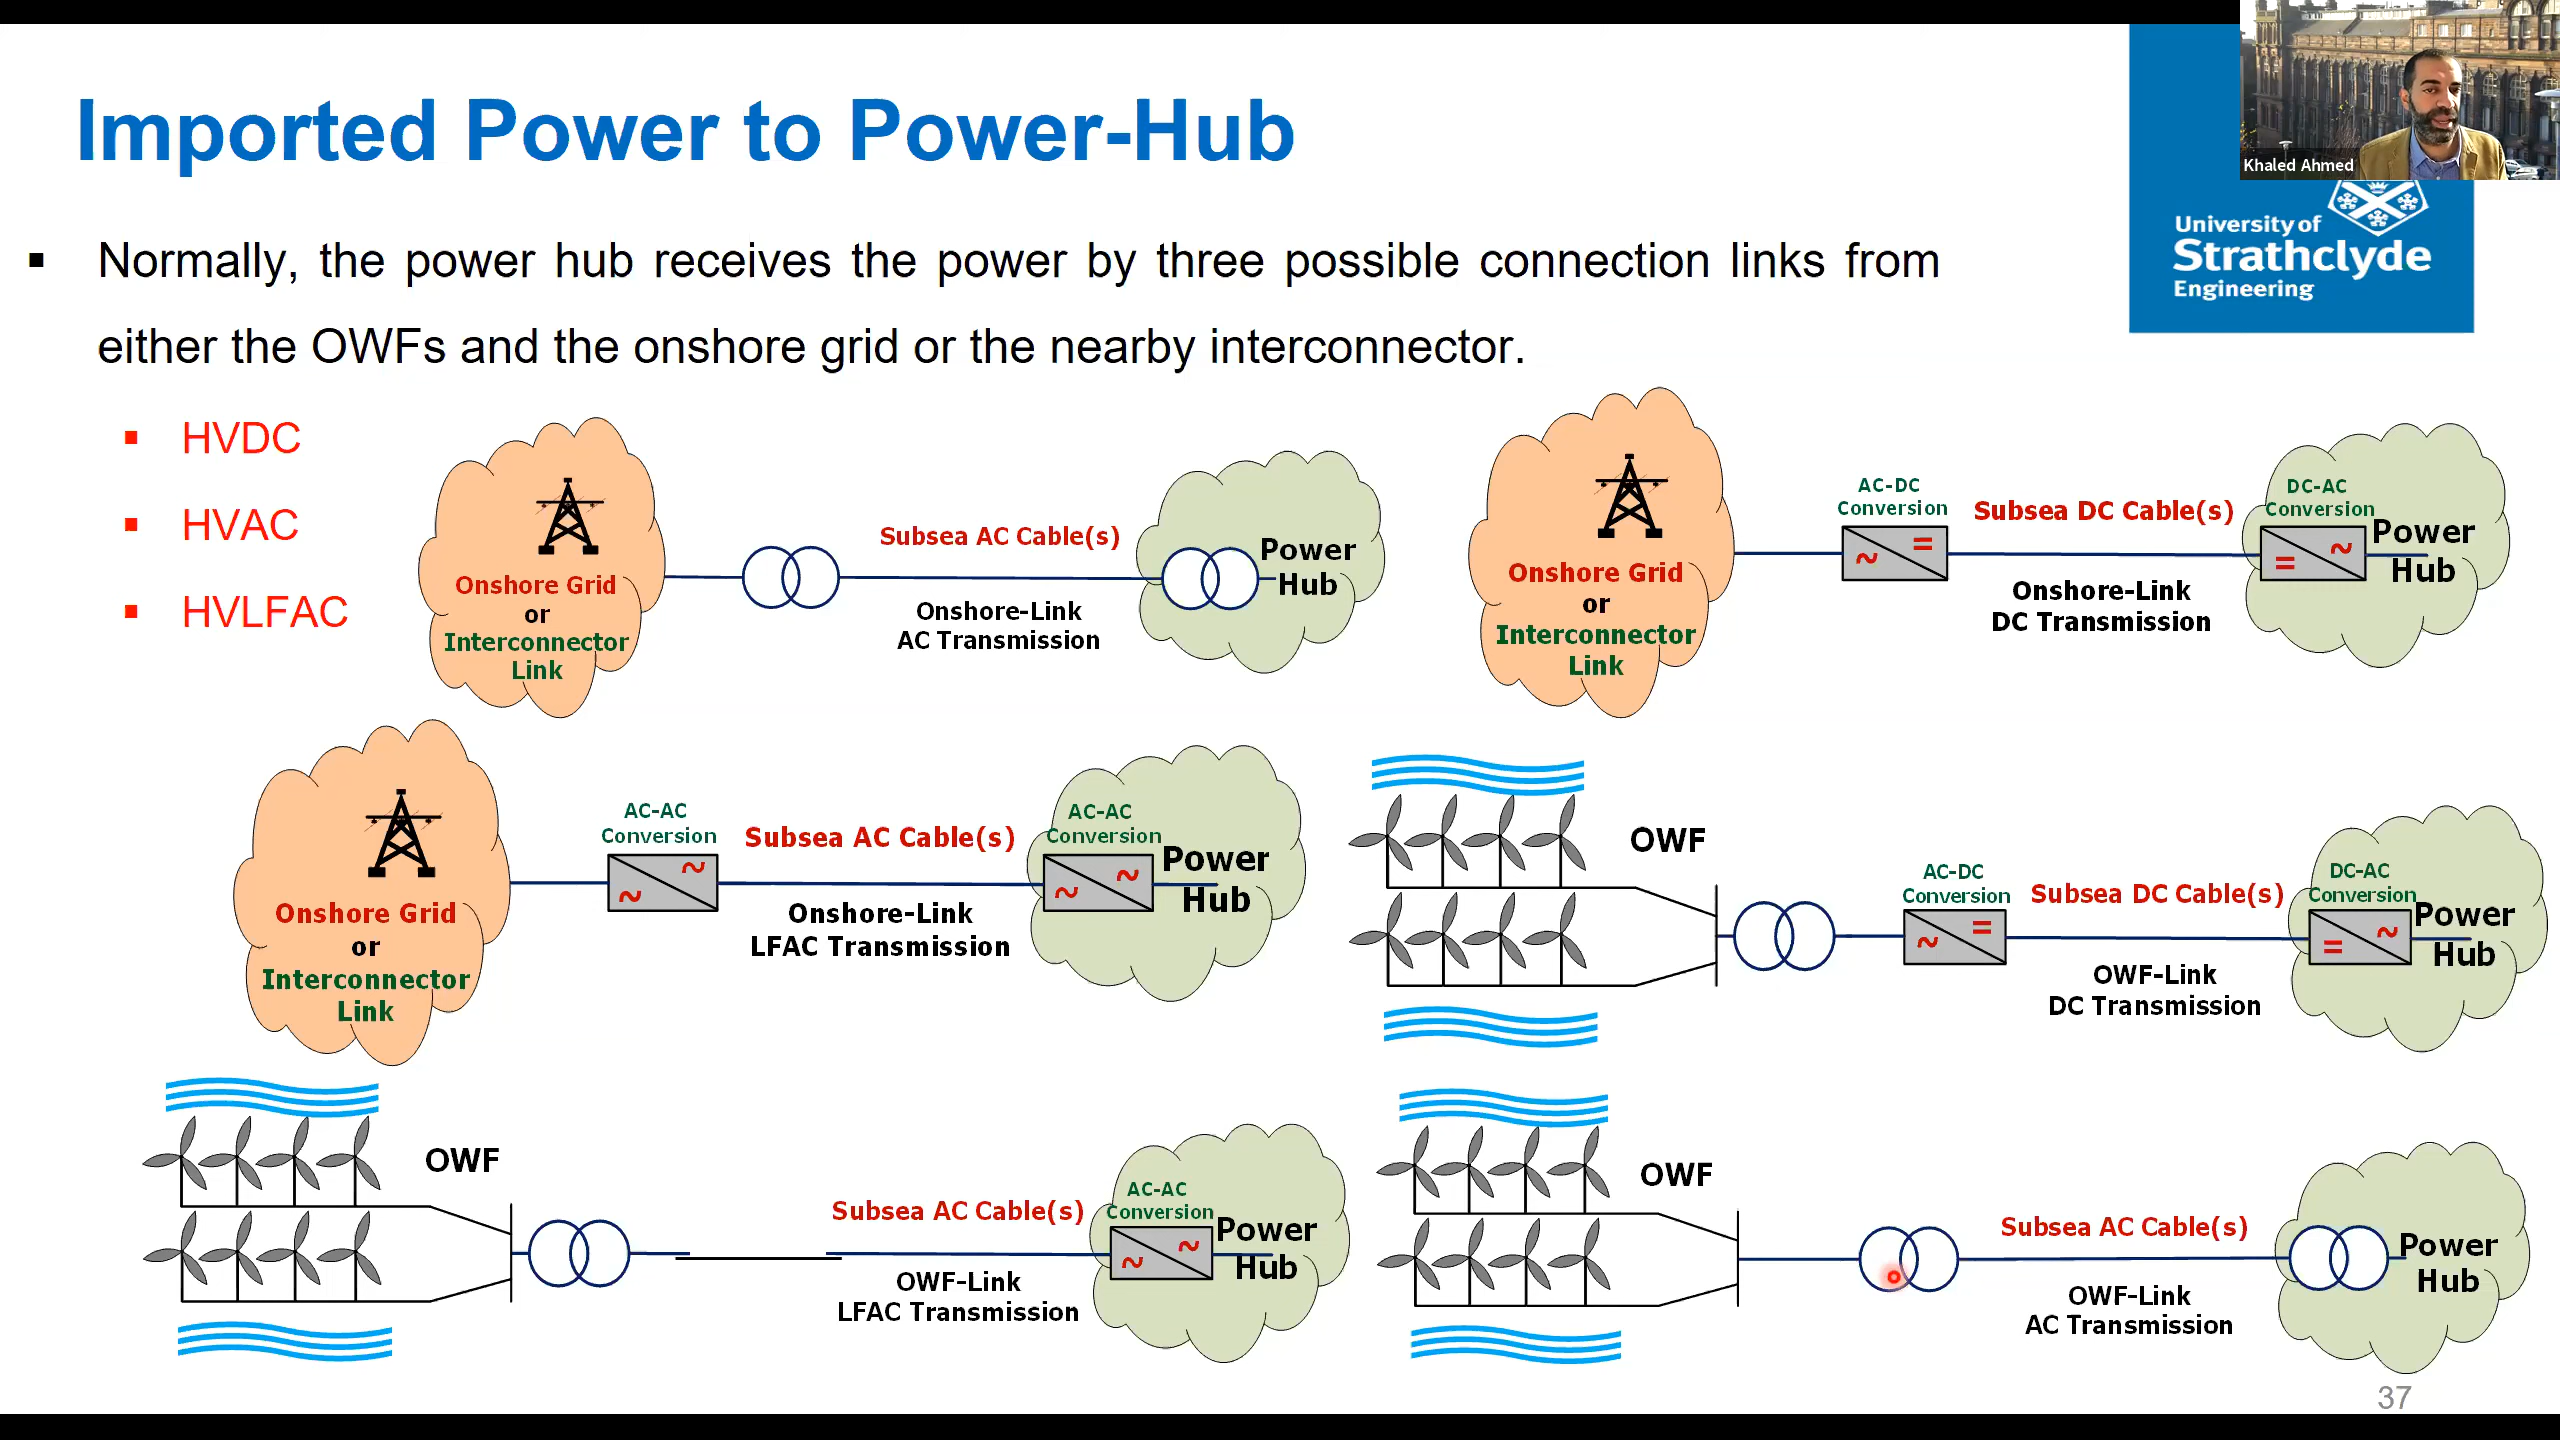 Imported Power to Power-Hub
Khaled Ahmed
University of
Strathclyde
Engineering
▪ Normally, the power hub receives the power by three possible connection links from
either the OWFs and the onshore grid or the nearby interconnector.
▪ HVDC
▪ HVAC
▪ HVLFAC
Onshore Grid
or
Interconnector
Link
Subsea AC Cable(s)
Onshore-Link
AC Transmission
Power
Hub
Onshore Grid
or
Interconnector
Link
AC-DC
Conversion
~ =
Subsea DC Cable(s)
Onshore-Link
DC Transmission
DC-AC
Conversion
= ~
Power
Hub
Onshore Grid
or
Interconnector
Link
AC-AC
Conversion
~ ~
Subsea AC Cable(s)
Onshore-Link
LFAC Transmission
AC-AC
Conversion
~ ~
Power
Hub
OWF
AC-DC
Conversion
~ =
Subsea DC Cable(s)
OWF-Link
DC Transmission
DC-AC
Conversion
= ~
Power
Hub
OWF
Subsea AC Cable(s)
OWF-Link
LFAC Transmission
AC-AC
Conversion
~ ~
Power
Hub
OWF
Subsea AC Cable(s)
OWF-Link
AC Transmission
Power
Hub
37